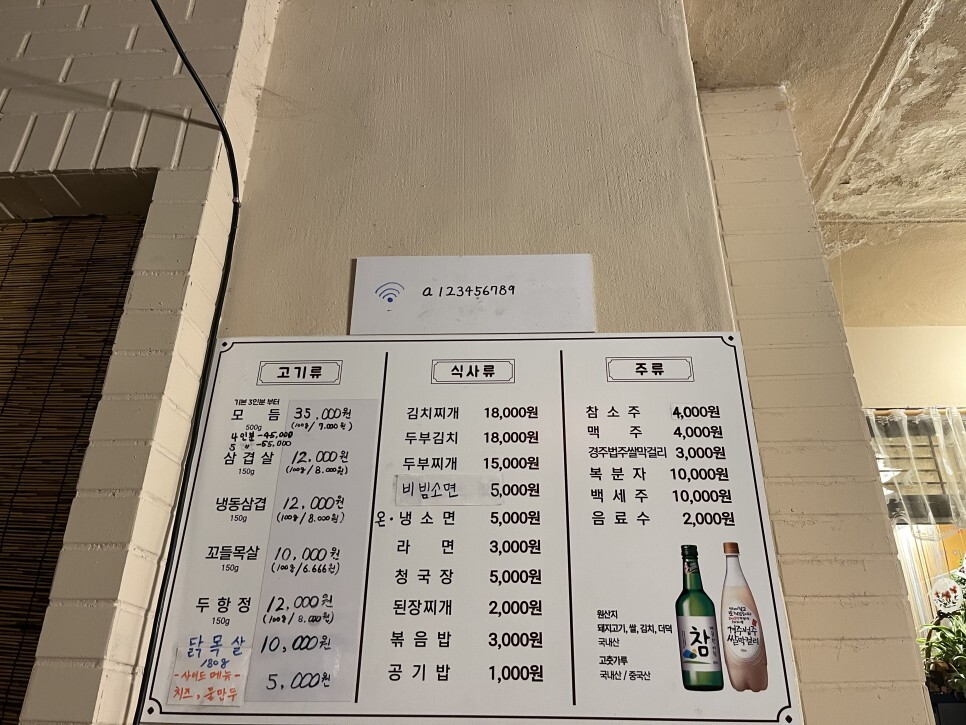 a123456789
고기류
기본 3인분 부터
모 듬 35,000원
500g (100g/7.000원)
4인분-45,000
5 〃 -55,000
삼겹살 12,000원
150g (100g/8.000원)
냉동삼겹 12,000원
150g (100g/8.000원)
꼬들목살 10,000원
150g (100g/6.666원)
두항정 12,000원
150g (100g/8.000원)
닭목살 10,000원
180g
-사이드 메뉴-
치즈, 물만두 5,000원
식사류
김치찌개 18,000원
두부김치 18,000원
두부찌개 15,000원
비빔소면 5,000원
온·냉소면 5,000원
라 면 3,000원
청국장 5,000원
된장찌개 2,000원
볶음밥 3,000원
공기밥 1,000원
주류
참소주 4,000원
맥 주 4,000원
경주법주쌀막걸리 3,000원
복분자 10,000원
백세주 10,000원
음료수 2,000원
원산지
돼지고기, 쌀, 김치, 더덕
국내산
고춧가루
국내산 / 중국산
참
경주법주
쌀막걸리